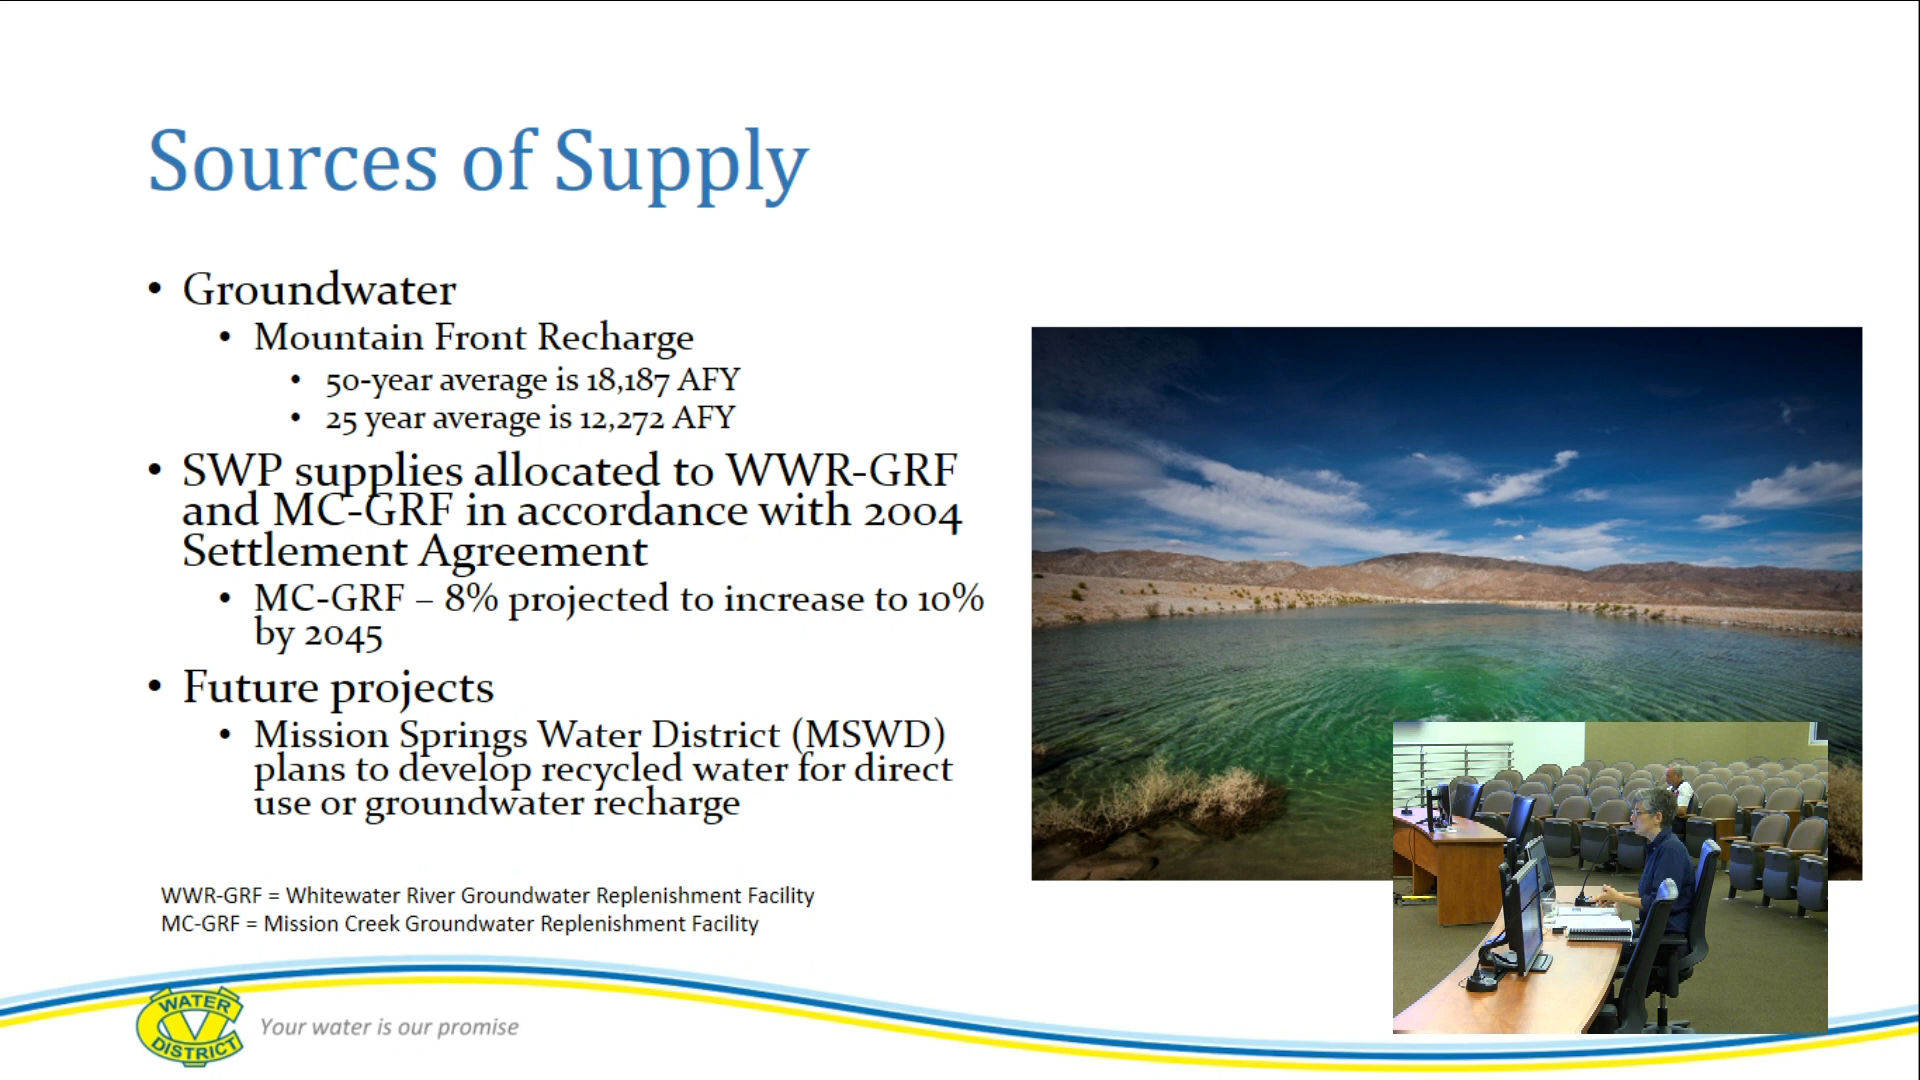 Sources of Supply
• Groundwater
• Mountain Front Recharge
• 50-year average is 18,187 AFY
• 25 year average is 12,272 AFY
• SWP supplies allocated to WWR-GRF
and MC-GRF in accordance with 2004
Settlement Agreement
• MC-GRF – 8% projected to increase to 10%
by 2045
• Future projects
• Mission Springs Water District (MSWD)
plans to develop recycled water for direct
use or groundwater recharge
WWR-GRF = Whitewater River Groundwater Replenishment Facility
MC-GRF = Mission Creek Groundwater Replenishment Facility
WATER
CV
DISTRICT
Your water is our promise